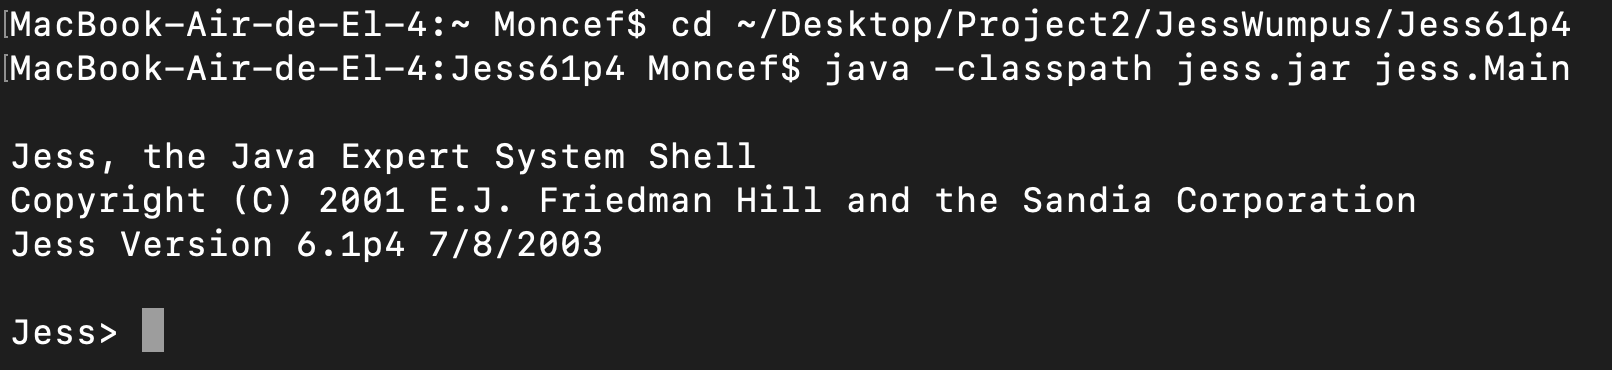 [MacBook-Air-de-El-4:~ Moncef$ cd ~/Desktop/Project2/JessWumpus/Jess61p4
[MacBook-Air-de-El-4:Jess61p4 Moncef$ java -classpath jess.jar jess.Main
Jess, the Java Expert System Shell
Copyright (C) 2001 E.J. Friedman Hill and the Sandia Corporation
Jess Version 6.1p4 7/8/2003
Jess>